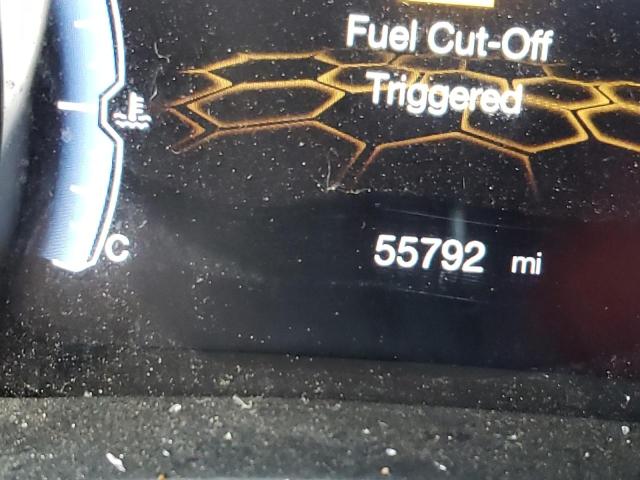 Fuel Cut-Off
Triggered
C
55792 mi